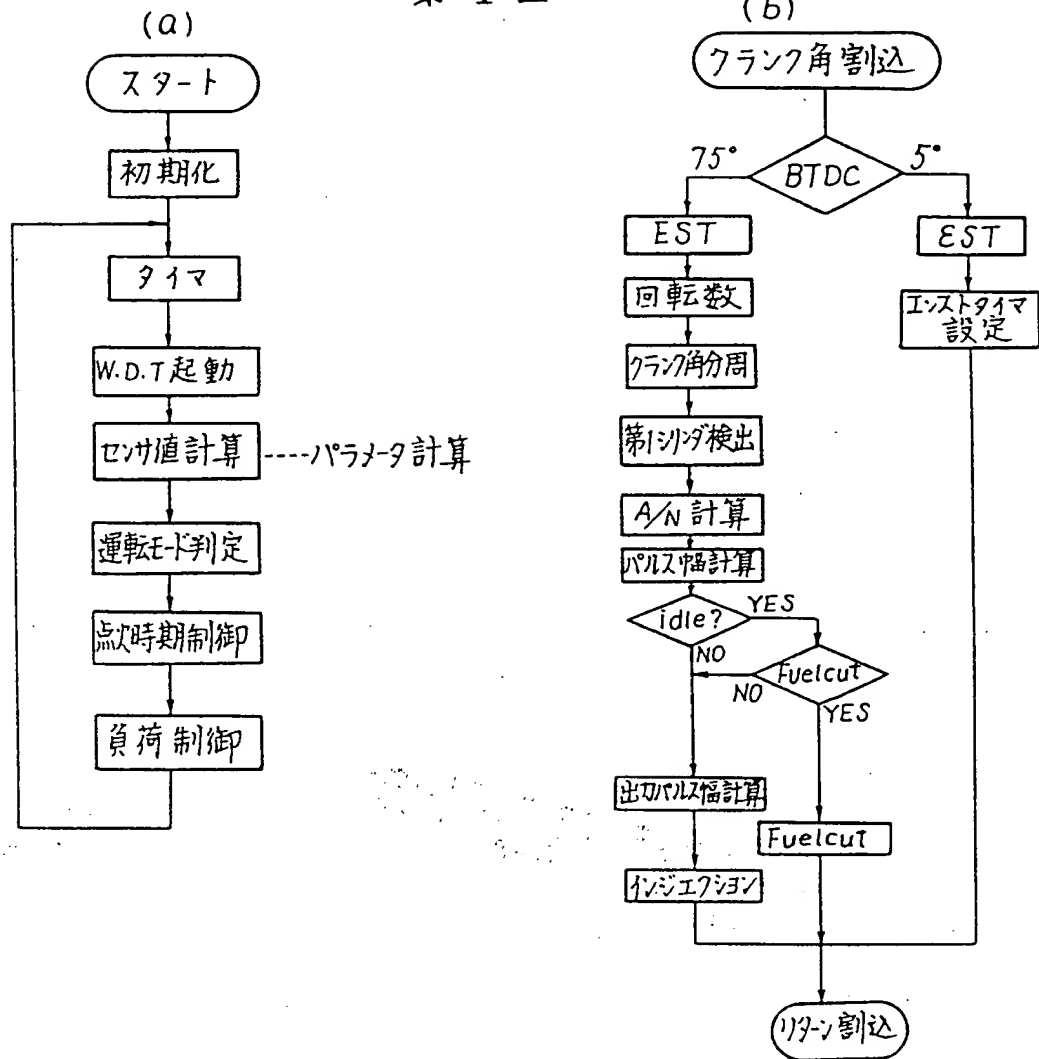 (a)
スタート
初期化
タイマ
W.D.T 起動
センサ値計算 ----パラメータ計算
運転モード判定
点火時期制御
負荷制御
(b)
クランク角割込
BTDC
75°
5°
EST
回転数
クランク角分周
第1シリンダ検出
A/N 計算
パルス幅計算
idle?
YES
NO
Fuelcut
NO
YES
出力パルス幅計算
インジエクション
Fuelcut
EST
エンストタイマ
設定
リターン割込